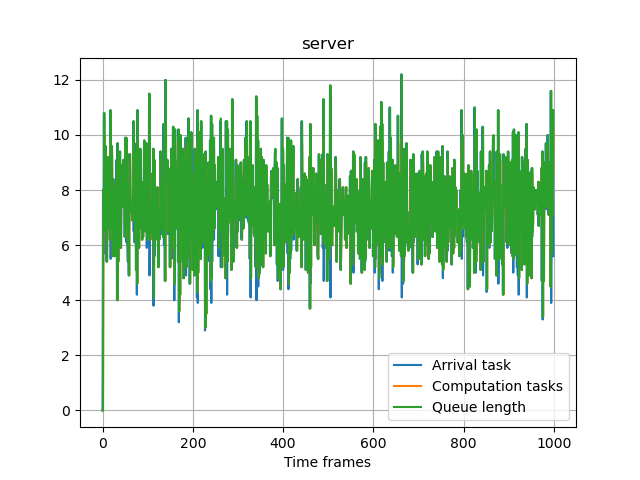 server
12
10
8
6
4
2
0
Arrival task
Computation tasks
Queue length
0 200 400 600 800 1000
Time frames